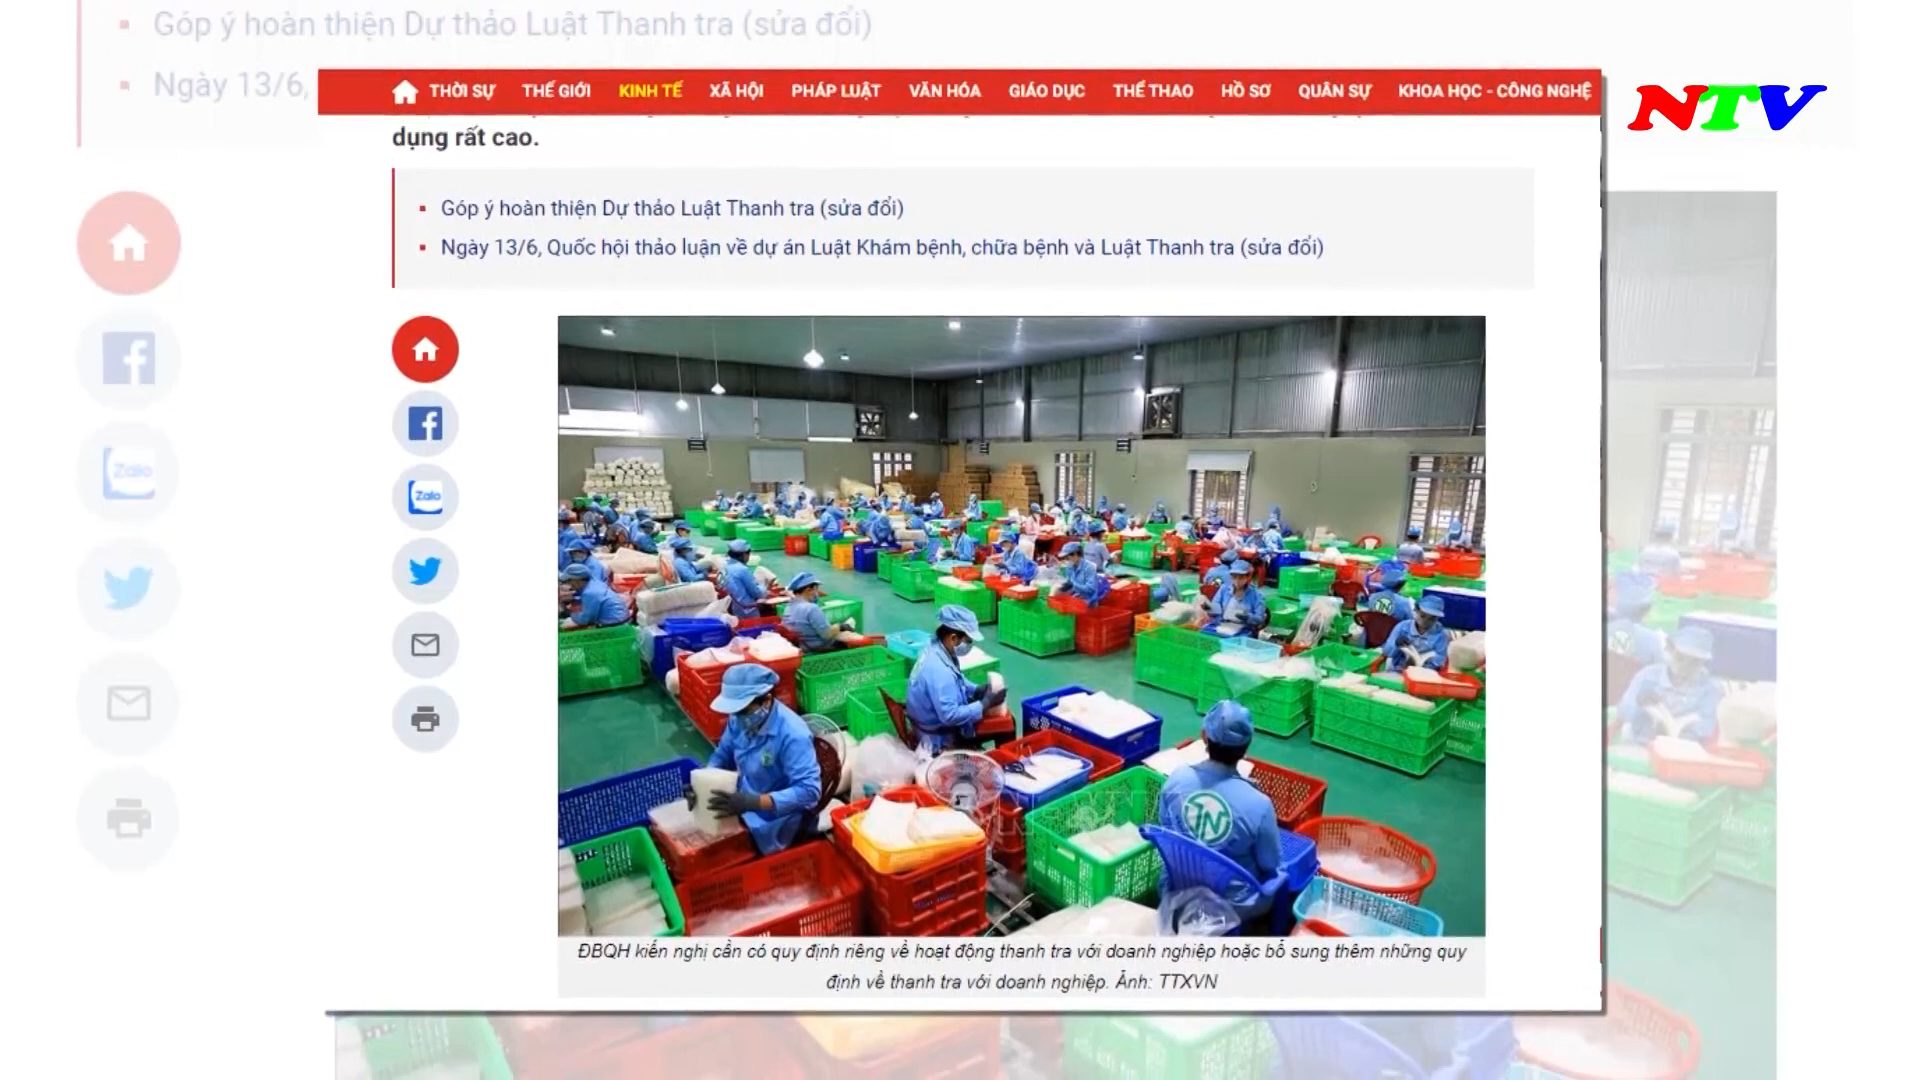 Góp ý hoàn thiện Dự thảo Luật Thanh tra (sửa đổi)
Ngày 13/6,
THỜI SỰ THẾ GIỚI KINH TẾ XÃ HỘI PHÁP LUẬT VĂN HÓA GIÁO DỤC THỂ THAO HỒ SƠ QUÂN SỰ KHOA HỌC - CÔNG NGHỆ
NTV
dụng rất cao.
Góp ý hoàn thiện Dự thảo Luật Thanh tra (sửa đổi)
Ngày 13/6, Quốc hội thảo luận về dự án Luật Khám bệnh, chữa bệnh và Luật Thanh tra (sửa đổi)
Zalo
Zalo
ĐBQH kiến nghị cần có quy định riêng về hoạt động thanh tra với doanh nghiệp hoặc bổ sung thêm những quy
định về thanh tra với doanh nghiệp. Ảnh: TTXVN